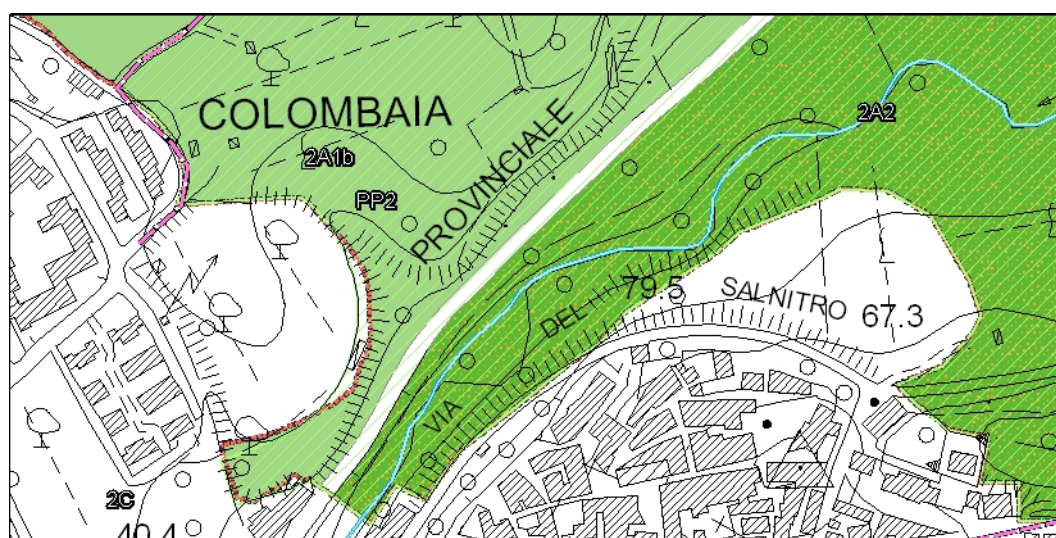 COLOMBAIA
2A1b
PP2
PROVINCIALE
2A2
VIA DEL SALNITRO
79.5
67.3
2C
40.4